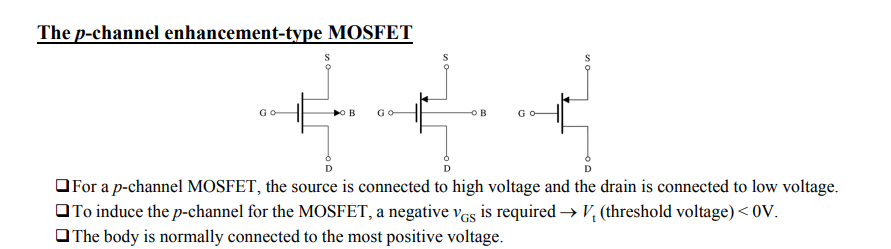 The p-channel enhancement-type MOSFET
S S S
G B G B G
D D D
❑For a p-channel MOSFET, the source is connected to high voltage and the drain is connected to low voltage.
❑To induce the p-channel for the MOSFET, a negative vGS is required → Vt (threshold voltage) < 0V.
❑The body is normally connected to the most positive voltage.